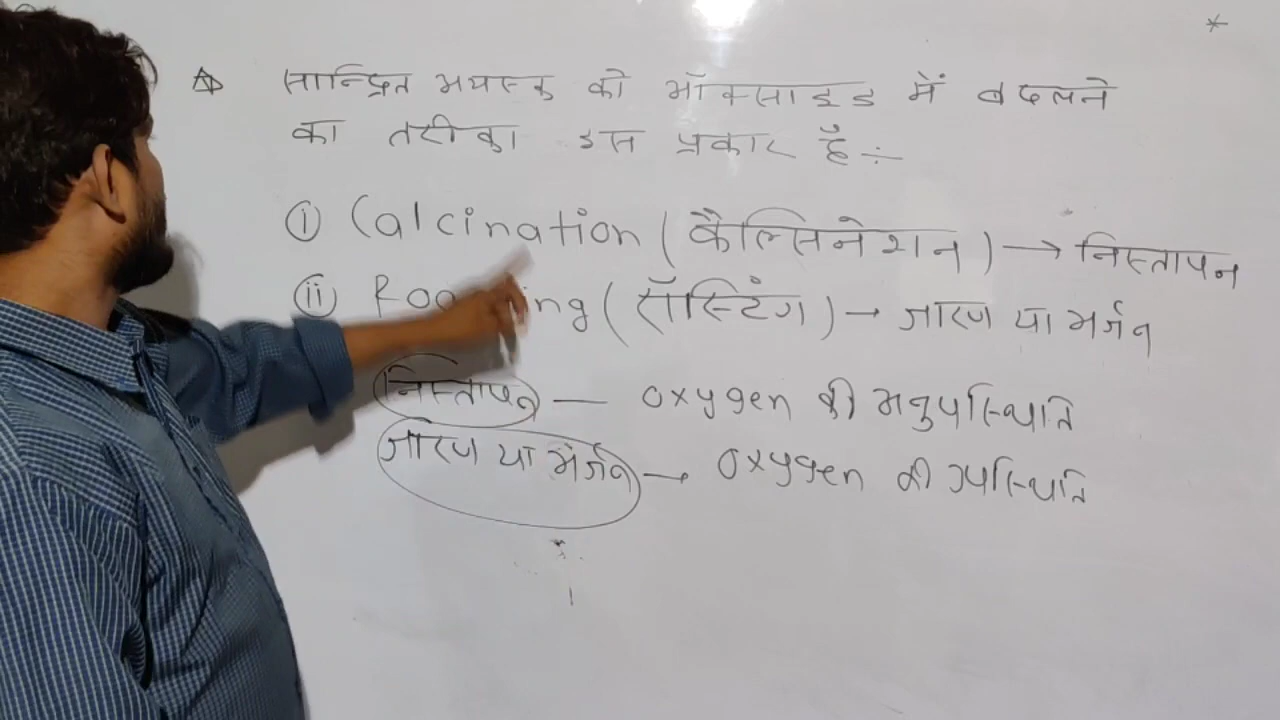 सान्द्रित अयस्क को ऑक्साइड में बदलने
का तरीका इस प्रकार है ÷
(i) Calcination (कैल्सिनेशन) → निस्तापन
(ii) (रॉस्टिंग) → जारण या भर्जन
निस्तापन — Oxygen की अनुपस्थिति
जारण या भर्जन → Oxygen की उपस्थिति